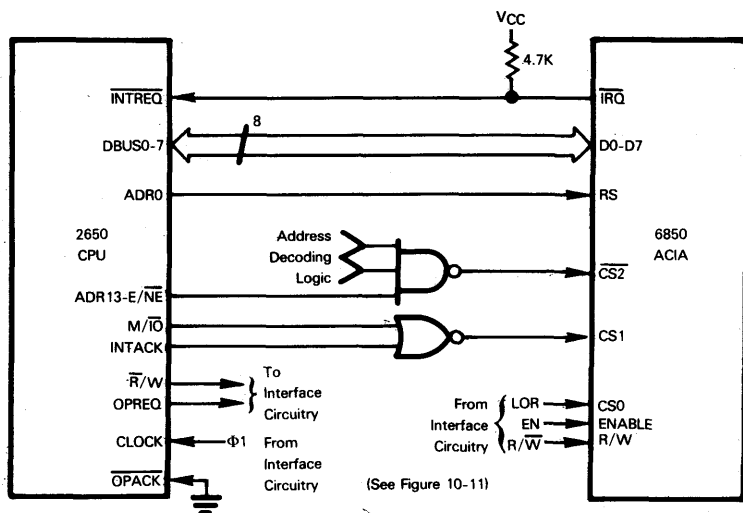 VCC
4.7K
INTREQ
IRQ
8
DBUS0-7
D0-D7
ADR0
RS
2650
CPU
6850
ACIA
Address
Decoding
Logic
CS2
ADR13-E/NE
M/IO
INTACK
CS1
R/W
OPREQ
To
Interface
Circuitry
From
Interface
Circuitry
LOR
EN
R/W
CS0
ENABLE
R/W
CLOCK
Φ1
From
Interface
Circuitry
OPACK
(See Figure 10-11)